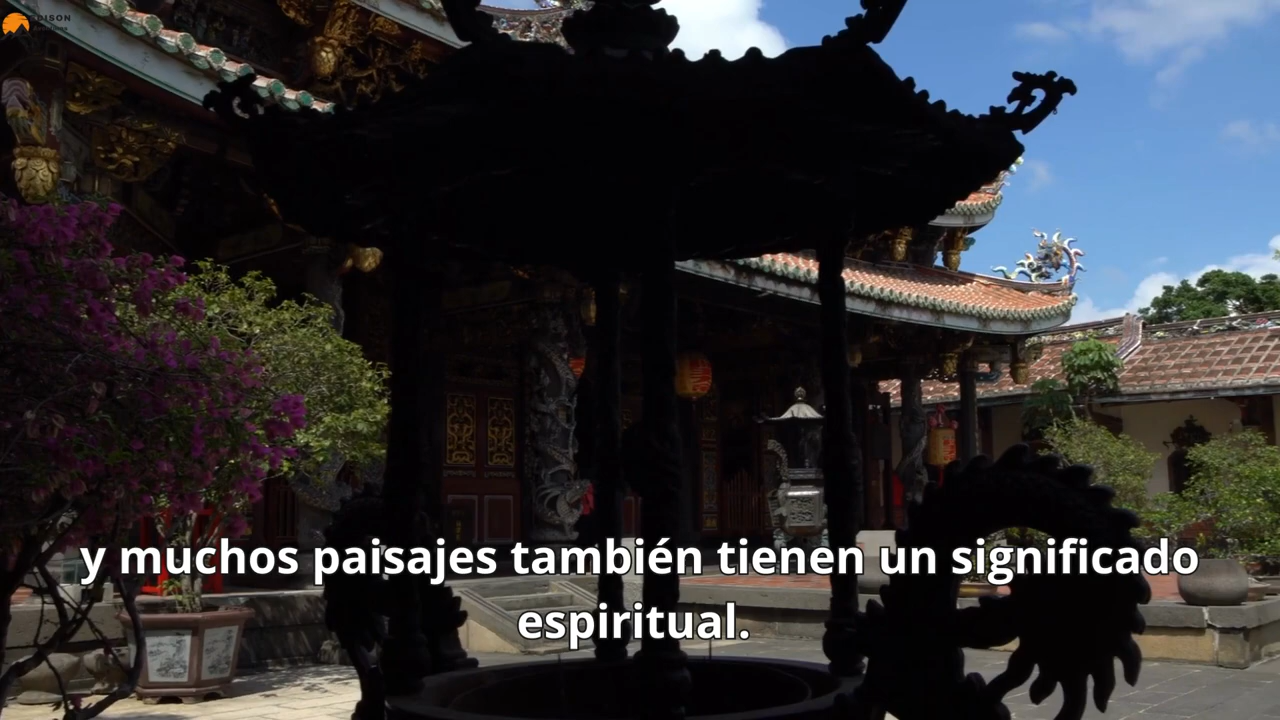 y muchos paisajes también tienen un significado
espiritual.